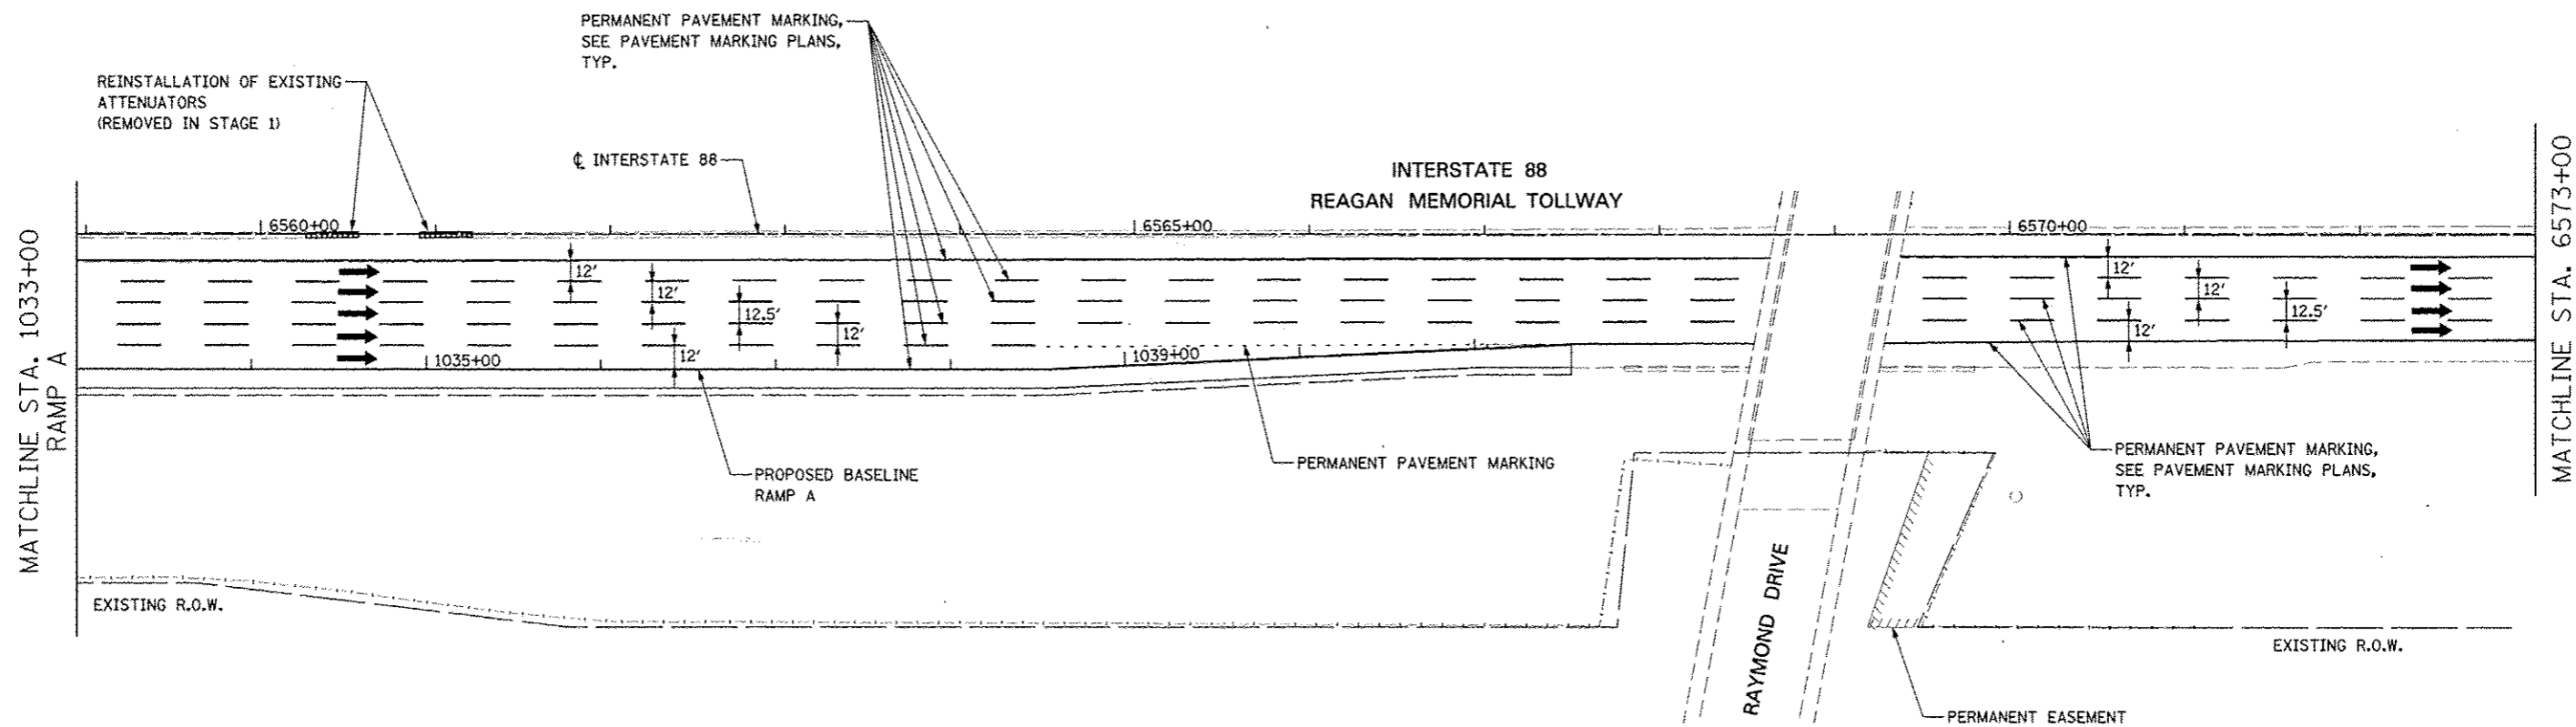 PERMANENT PAVEMENT MARKING,
SEE PAVEMENT MARKING PLANS,
TYP.
REINSTALLATION OF EXISTING
ATTENUATORS
(REMOVED IN STAGE 1)
℄ INTERSTATE 88
INTERSTATE 88
REAGAN MEMORIAL TOLLWAY
MATCHLINE STA. 1033+00
RAMP A
MATCHLINE STA. 6573+00
6560+00
6565+00
6570+00
12'
12'
12.5'
12'
12'
12'
12'
12.5'
12'
1035+00
1039+00
PROPOSED BASELINE
RAMP A
PERMANENT PAVEMENT MARKING
PERMANENT PAVEMENT MARKING,
SEE PAVEMENT MARKING PLANS,
TYP.
RAYMOND DRIVE
EXISTING R.O.W.
EXISTING R.O.W.
PERMANENT EASEMENT